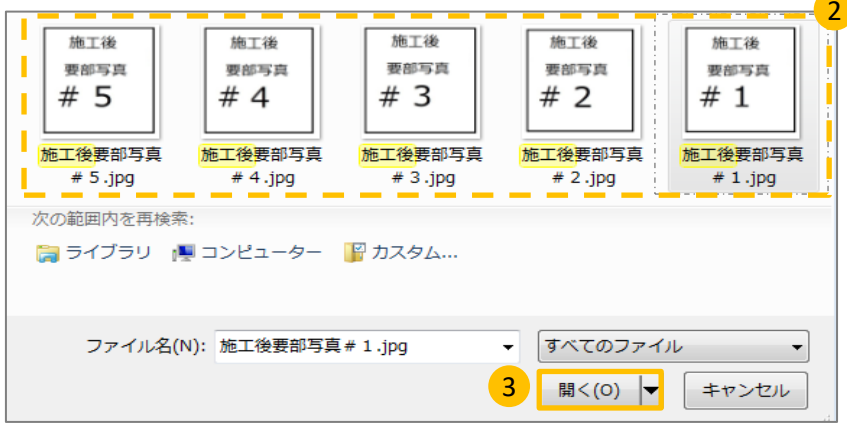 2
施工後
要部写真
# 5
施工後
要部写真
# 4
施工後
要部写真
# 3
施工後
要部写真
# 2
施工後
要部写真
# 1
施工後要部写真
# 5.jpg
施工後要部写真
# 4.jpg
施工後要部写真
# 3.jpg
施工後要部写真
# 2.jpg
施工後要部写真
# 1.jpg
次の範囲内を再検索:
ライブラリ コンピューター カスタム...
ファイル名(N): 施工後要部写真# 1.jpg すべてのファイル
3 開く(O) キャンセル